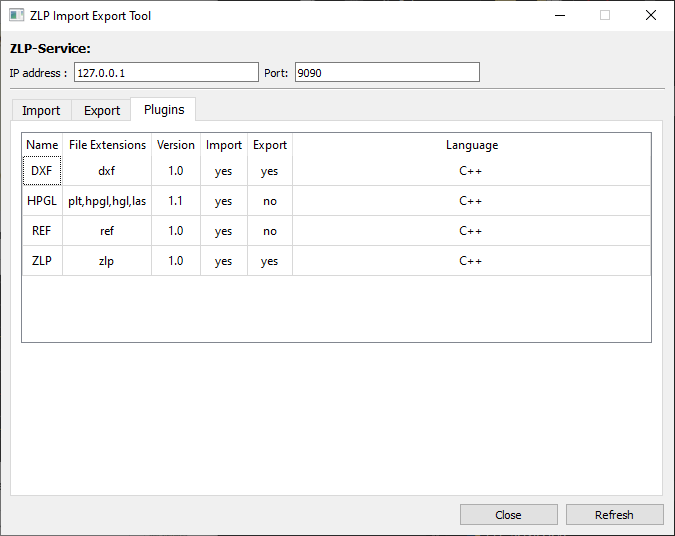 ZLP Import Export Tool
ZLP-Service:
IP address : 127.0.0.1 Port: 9090
Import Export Plugins
Name File Extensions Version Import Export Language
DXF dxf 1.0 yes yes C++
HPGL plt,hpgl,hgl,las 1.1 yes no C++
REF ref 1.0 yes no C++
ZLP zlp 1.0 yes yes C++
Close Refresh